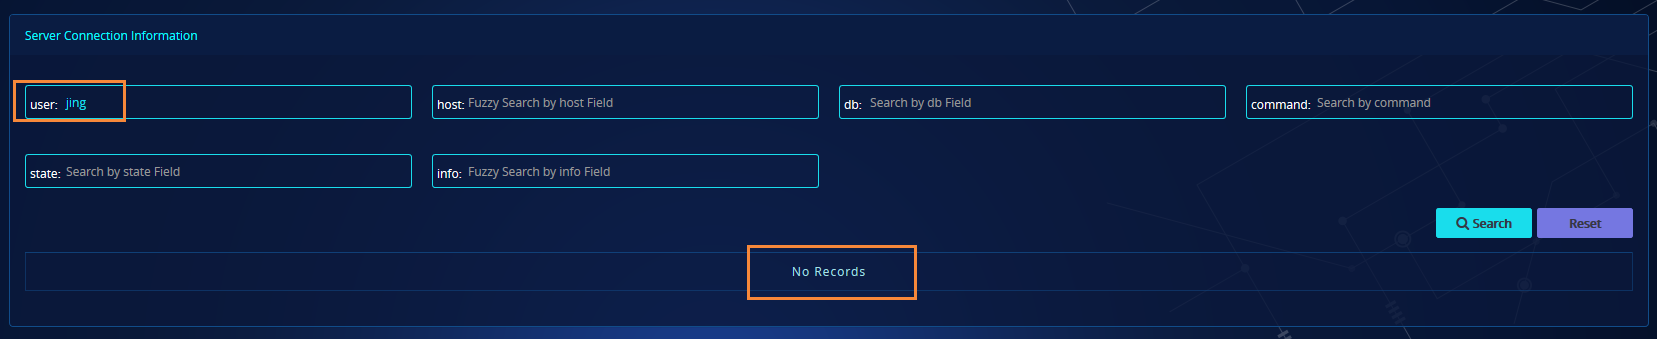 Server Connection Information
user: jing
host: Fuzzy Search by host Field
db: Search by db Field
command: Search by command
state: Search by state Field
info: Fuzzy Search by info Field
Search
Reset
No Records